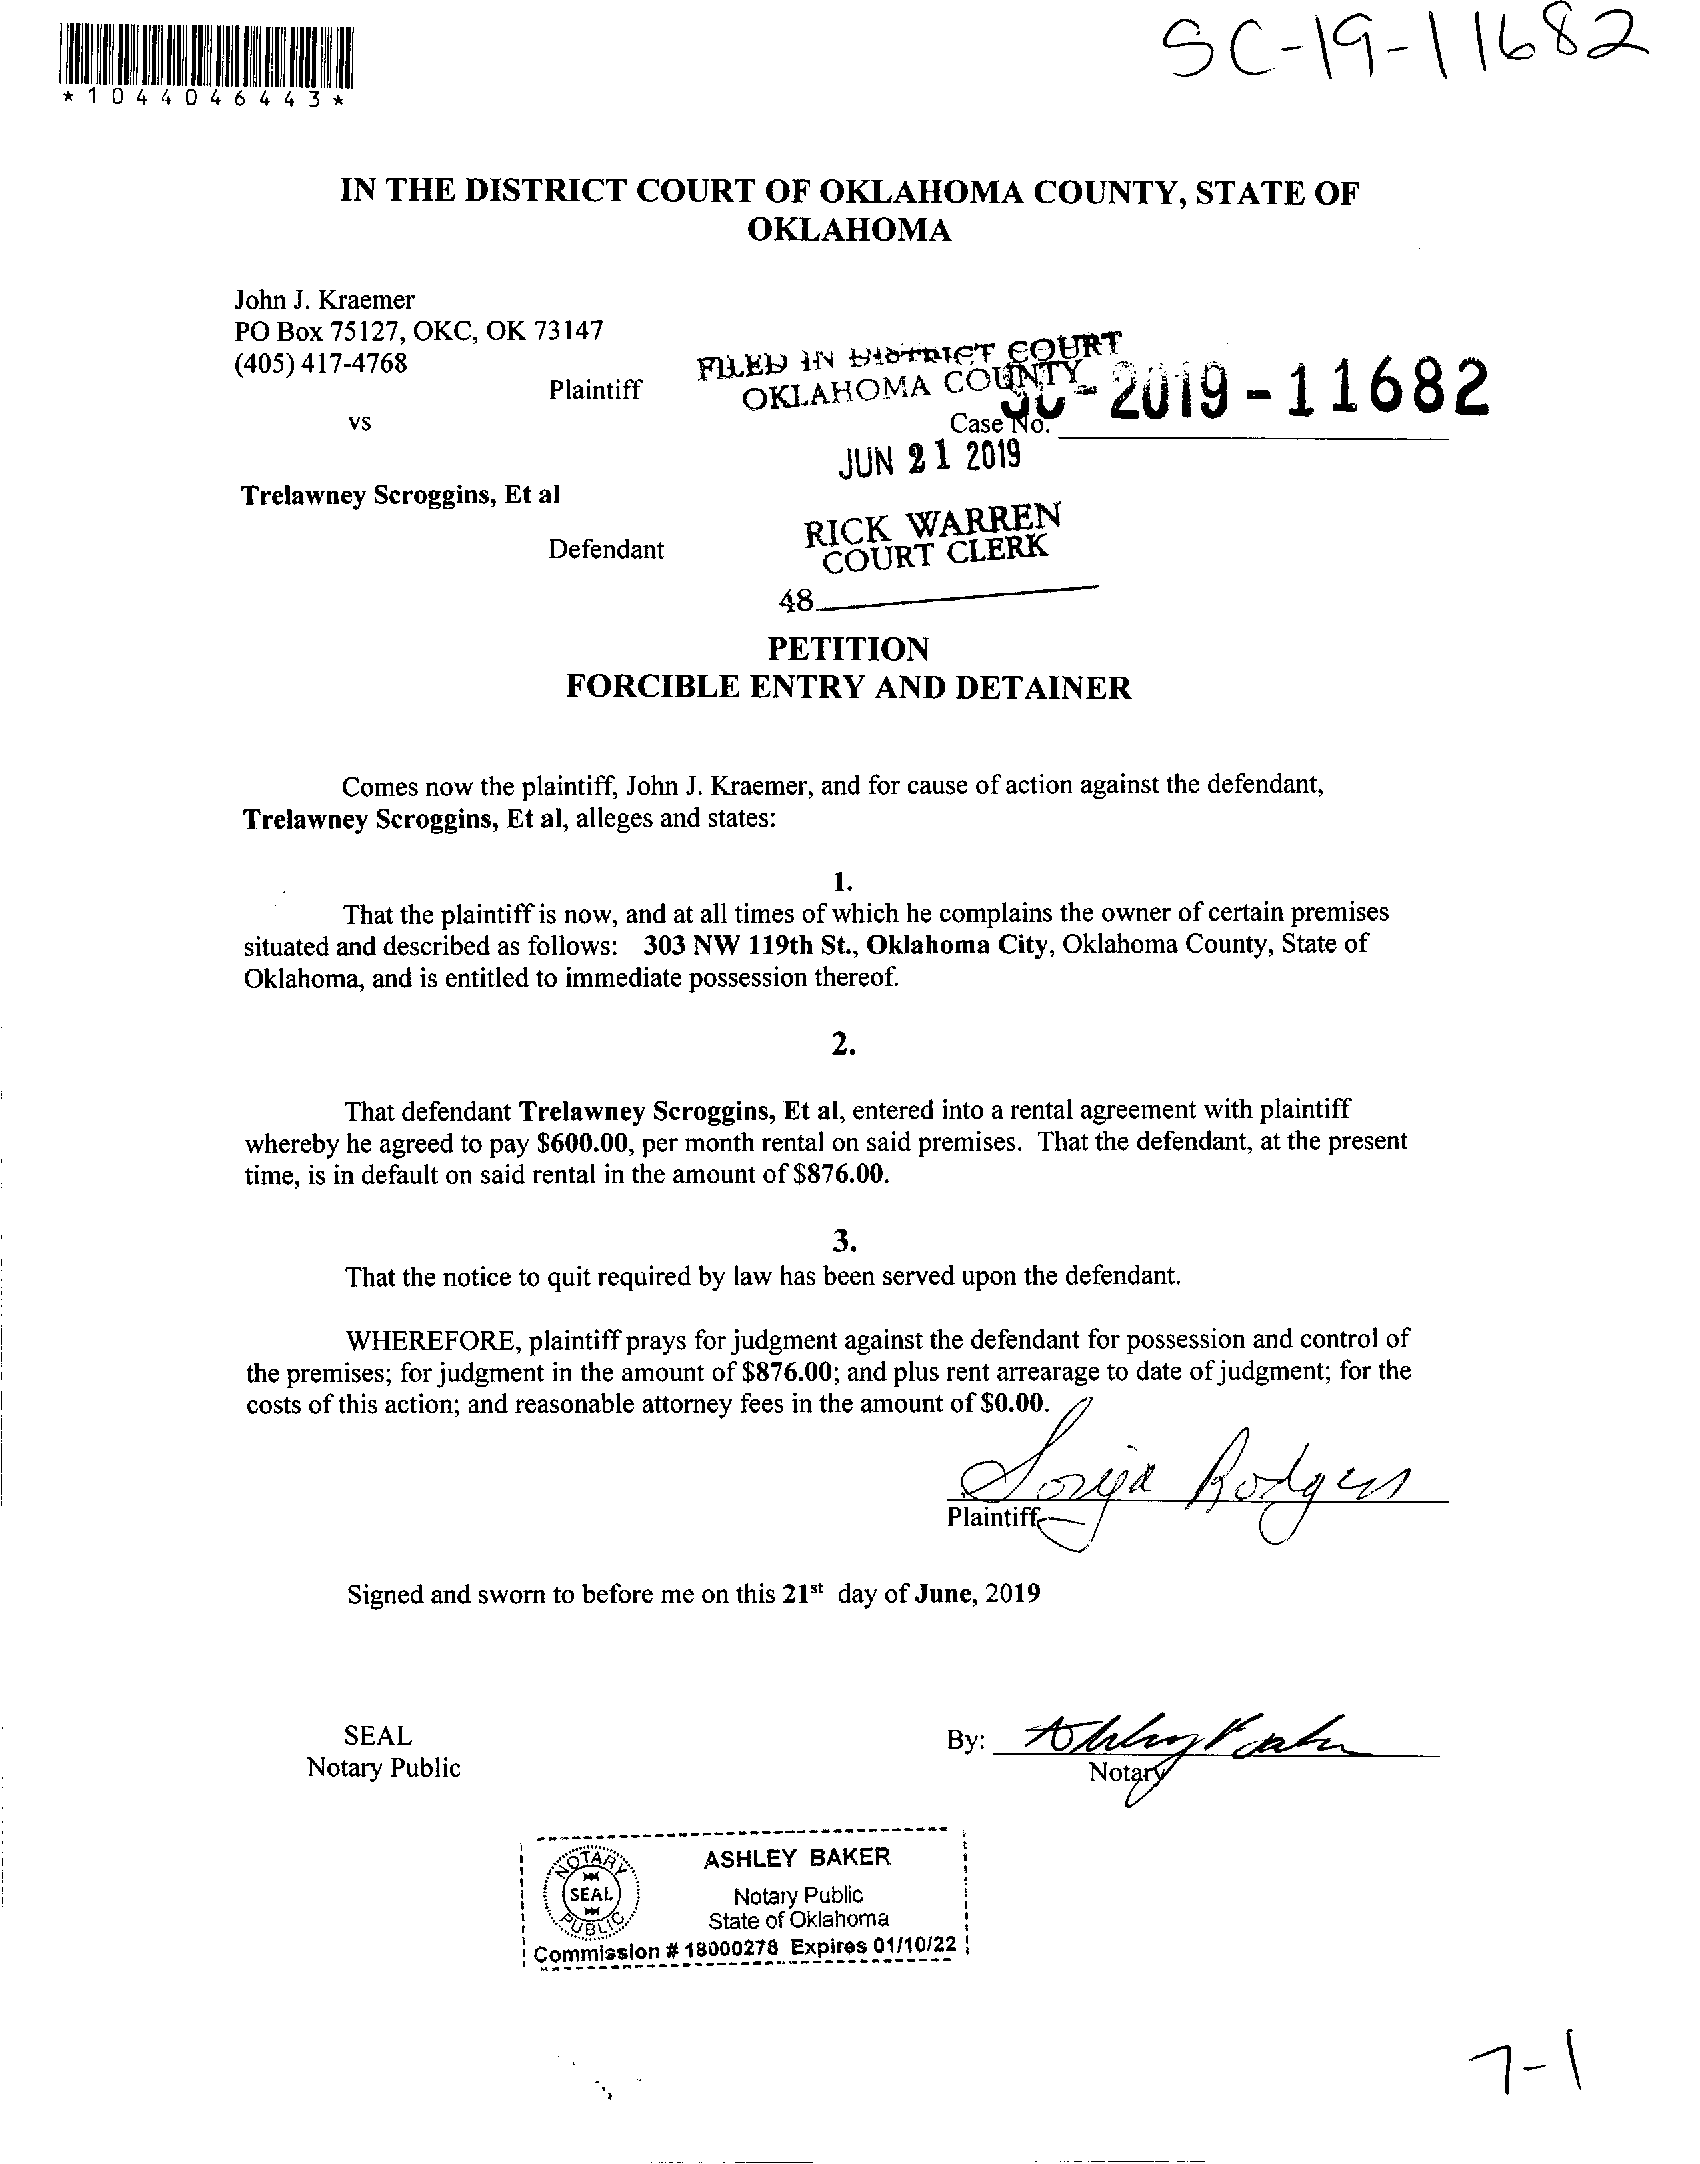 SC-19-11682
*1044046443*
IN THE DISTRICT COURT OF OKLAHOMA COUNTY, STATE OF
OKLAHOMA
John J. Kraemer
PO Box 75127, OKC, OK 73147
(405) 417-4768
Plaintiff
FILED IN DISTRICT COURT
OKLAHOMA COUNTY
vs
Case No. SC-2019-11682
JUN 21 2019
Trelawney Scroggins, Et al
RICK WARREN
Defendant
COURT CLERK
48
PETITION
FORCIBLE ENTRY AND DETAINER
Comes now the plaintiff, John J. Kraemer, and for cause of action against the defendant,
Trelawney Scroggins, Et al, alleges and states:
1.
That the plaintiff is now, and at all times of which he complains the owner of certain premises
situated and described as follows: 303 NW 119th St., Oklahoma City, Oklahoma County, State of
Oklahoma, and is entitled to immediate possession thereof.
2.
That defendant Trelawney Scroggins, Et al, entered into a rental agreement with plaintiff
whereby he agreed to pay $600.00, per month rental on said premises. That the defendant, at the present
time, is in default on said rental in the amount of $876.00.
3.
That the notice to quit required by law has been served upon the defendant.
WHEREFORE, plaintiff prays for judgment against the defendant for possession and control of
the premises; for judgment in the amount of $876.00; and plus rent arrearage to date of judgment; for the
costs of this action; and reasonable attorney fees in the amount of $0.00.
Sonja Rodgers
Plaintiff
Signed and sworn to before me on this 21st day of June, 2019
SEAL
Notary Public
By: Ashley Baker
Notary
NOTARY
SEAL
PUBLIC
ASHLEY BAKER
Notary Public
State of Oklahoma
Commission # 18000278 Expires 01/10/22
7-1